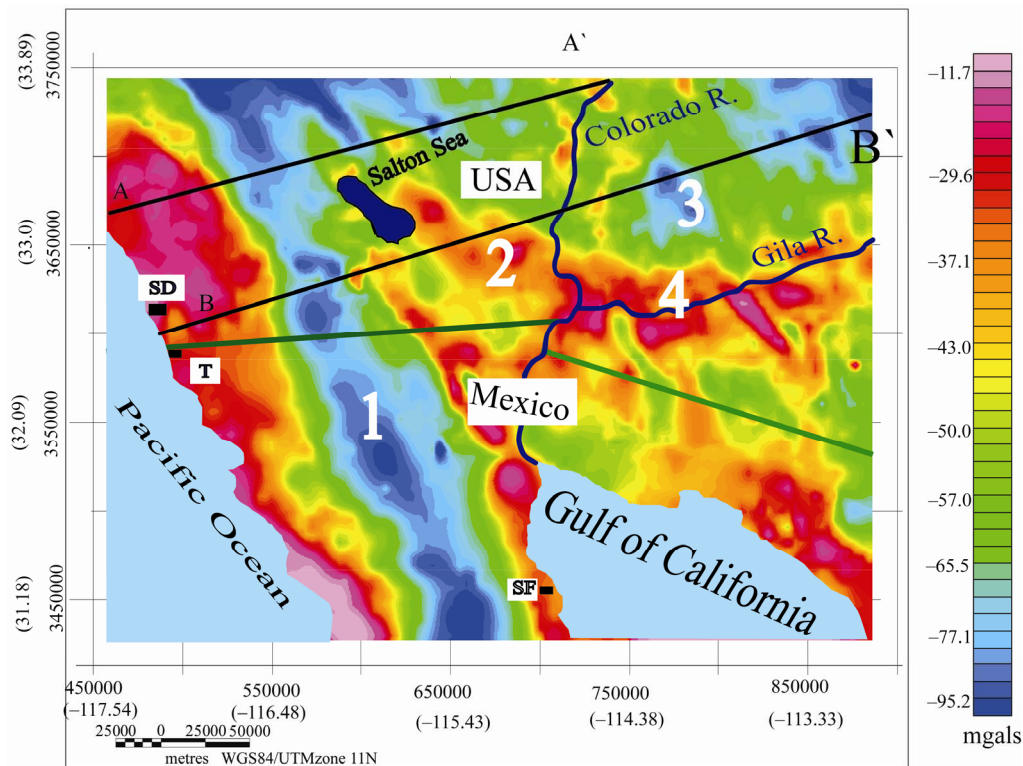 A`
(33.89)
3750000
Colorado R.
−11.7
B`
Salton Sea
USA
A
3
−29.6
(33.0)
3650000
Gila R.
2
−37.1
SD
B
4
−43.0
T
Mexico
1
(32.09)
3550000
−50.0
Pacific Ocean
−57.0
Gulf of California
−65.5
(31.18)
3450000
SF
−77.1
−95.2
450000 550000 650000 750000 850000
(−117.54) (−116.48) (−115.43) (−114.38) (−113.33)
mgals
25000 0 25000 50000
metres WGS84/UTMzone 11N